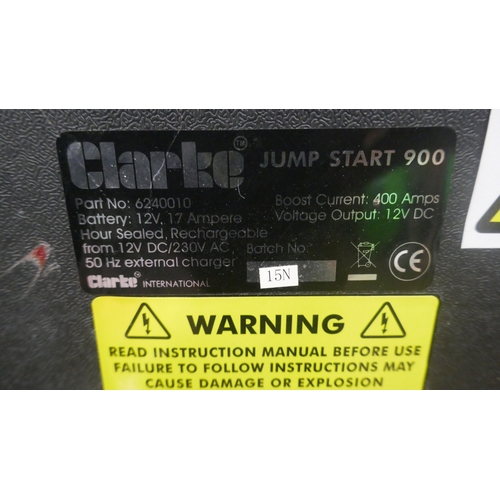 Clarke TM JUMP START 900
Part No: 6240010
Battery: 12V, 17 Ampere
Hour Sealed, Rechargeable
from 12V DC/230V AC,
50 Hz external charger
Boost Current: 400 Amps
Voltage Output: 12V DC
Batch No:
15N
CE
Clarke INTERNATIONAL
WARNING
READ INSTRUCTION MANUAL BEFORE USE
FAILURE TO FOLLOW INSTRUCTIONS MAY
CAUSE DAMAGE OR EXPLOSION